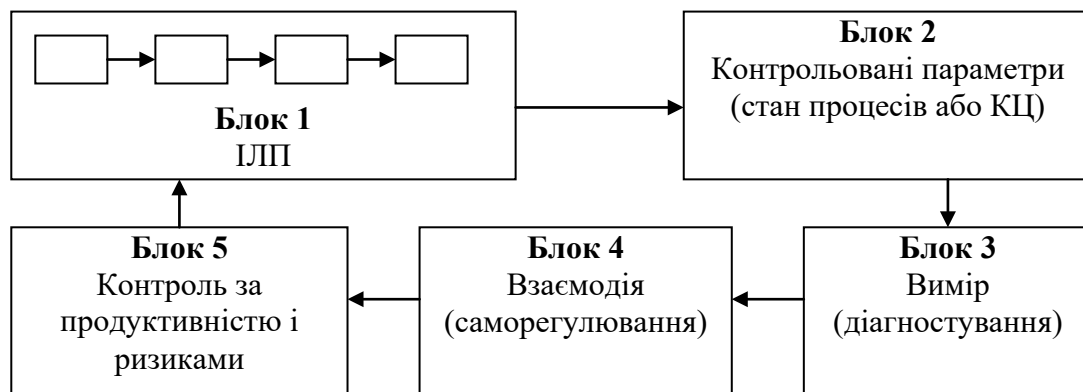 Блок 1
ІЛП
Блок 2
Контрольовані параметри
(стан процесів або КЦ)
Блок 5
Контроль за
продуктивністю і
ризиками
Блок 4
Взаємодія
(саморегулювання)
Блок 3
Вимір
(діагностування)